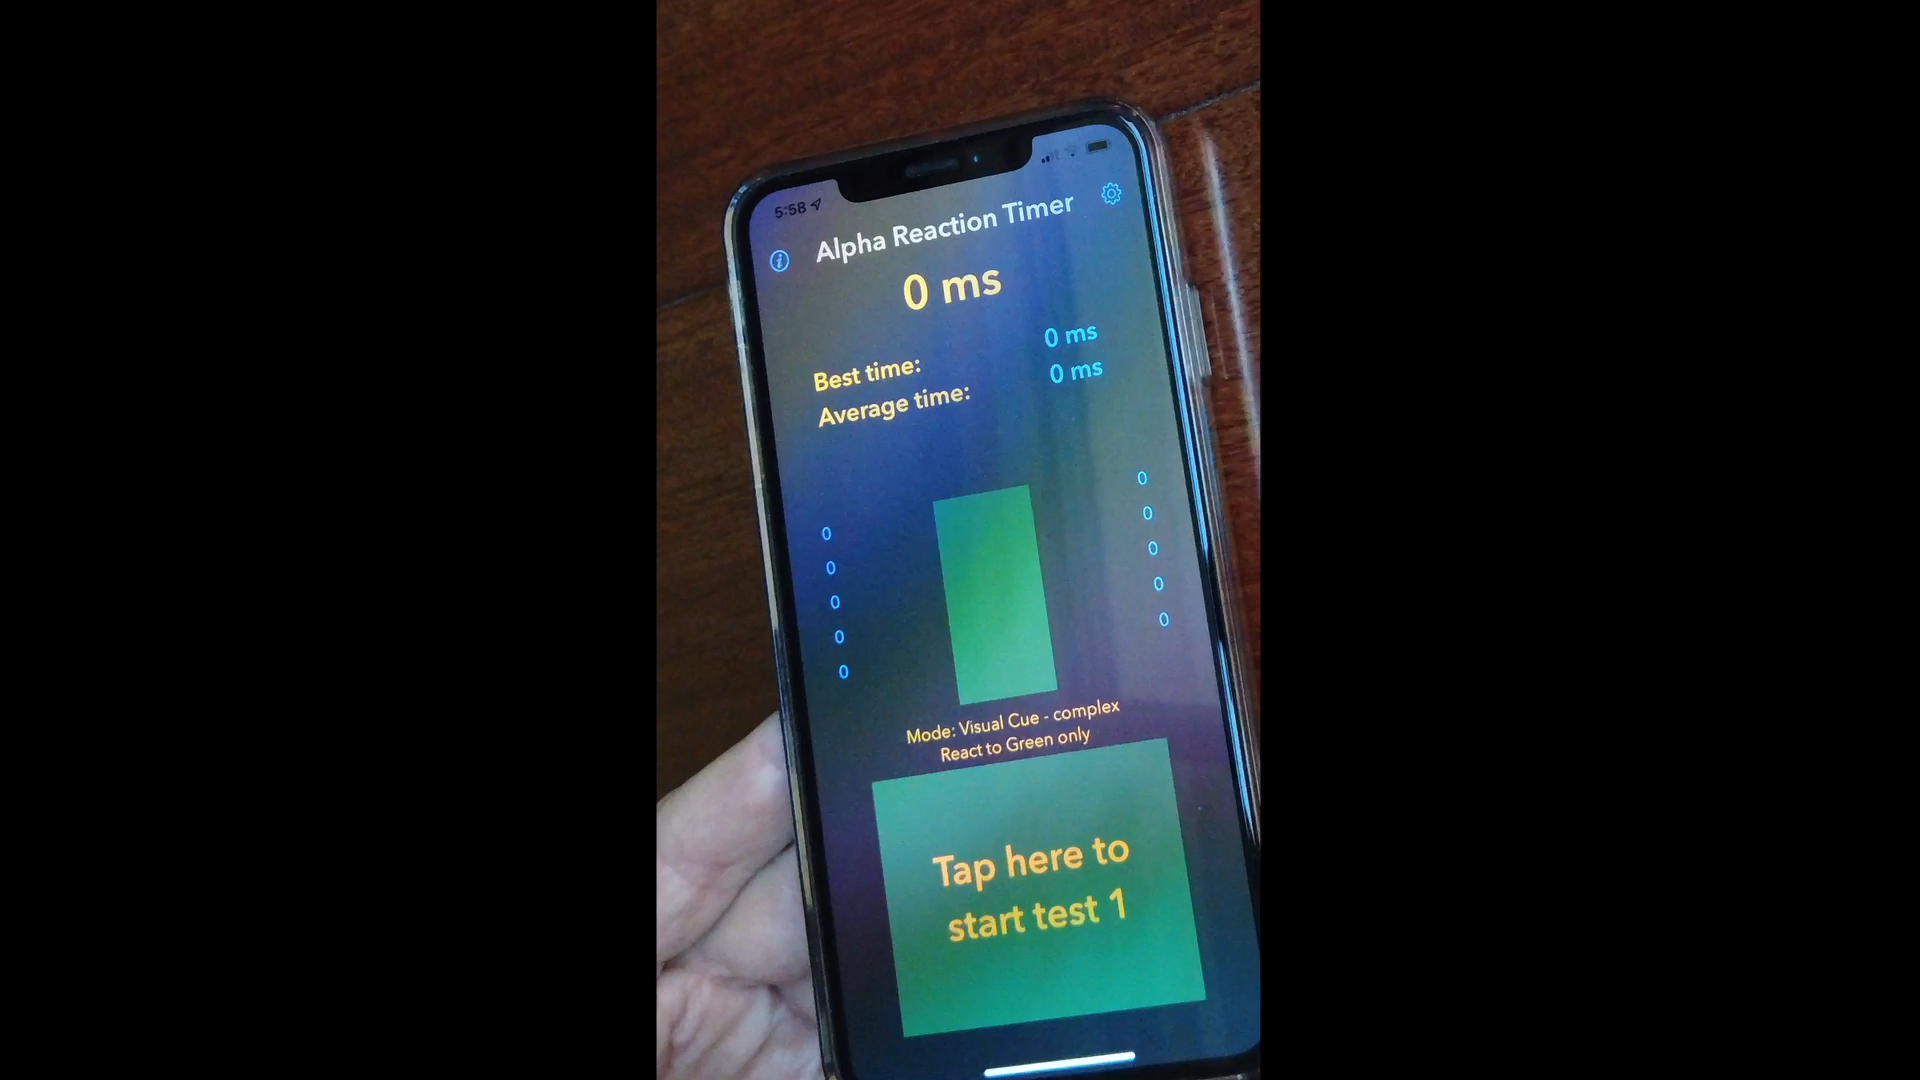 5:58
Alpha Reaction Timer
0 ms
Best time:
0 ms
Average time:
0 ms
0
0
0
0
0
0
0
0
0
0
Mode: Visual Cue - complex
React to Green only
Tap here to
start test 1